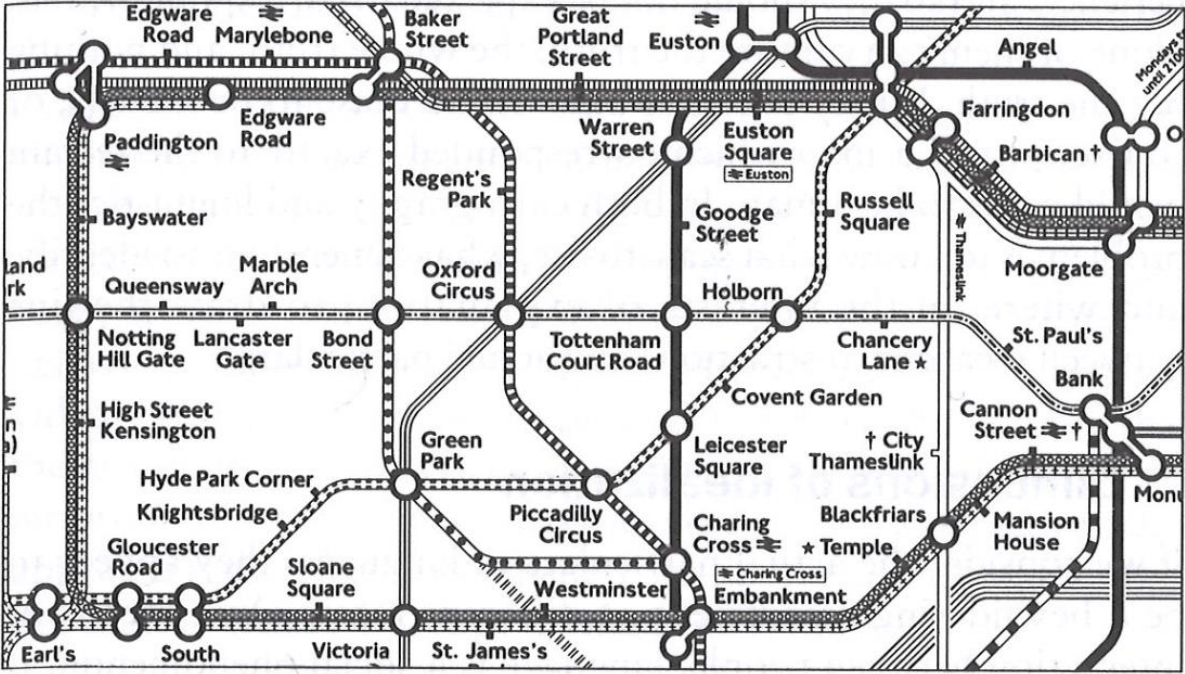 Edgware
Road
Marylebone
Baker
Street
Great
Portland
Street
Euston
Angel
Mondays to
until 2100
Paddington
Edgware
Road
Warren
Street
Euston
Square
Euston
Farringdon
Barbican †
Bayswater
Regent's
Park
Goodge
Street
Russell
Square
Thameslink
Moorgate
Queensway
Marble
Arch
Oxford
Circus
Holborn
Notting
Hill Gate
Lancaster
Gate
Bond
Street
Tottenham
Court Road
Chancery
Lane ★
St. Paul's
Bank
High Street
Kensington
Covent Garden
Cannon
Street †
Green
Park
Leicester
Square
† City
Thameslink
Hyde Park Corner
Knightsbridge
Piccadilly
Circus
Charing
Cross
Charing Cross
Blackfriars
★ Temple
Mansion
House
Gloucester
Road
Sloane
Square
Westminster
Embankment
Earl's
South
Victoria
St. James's